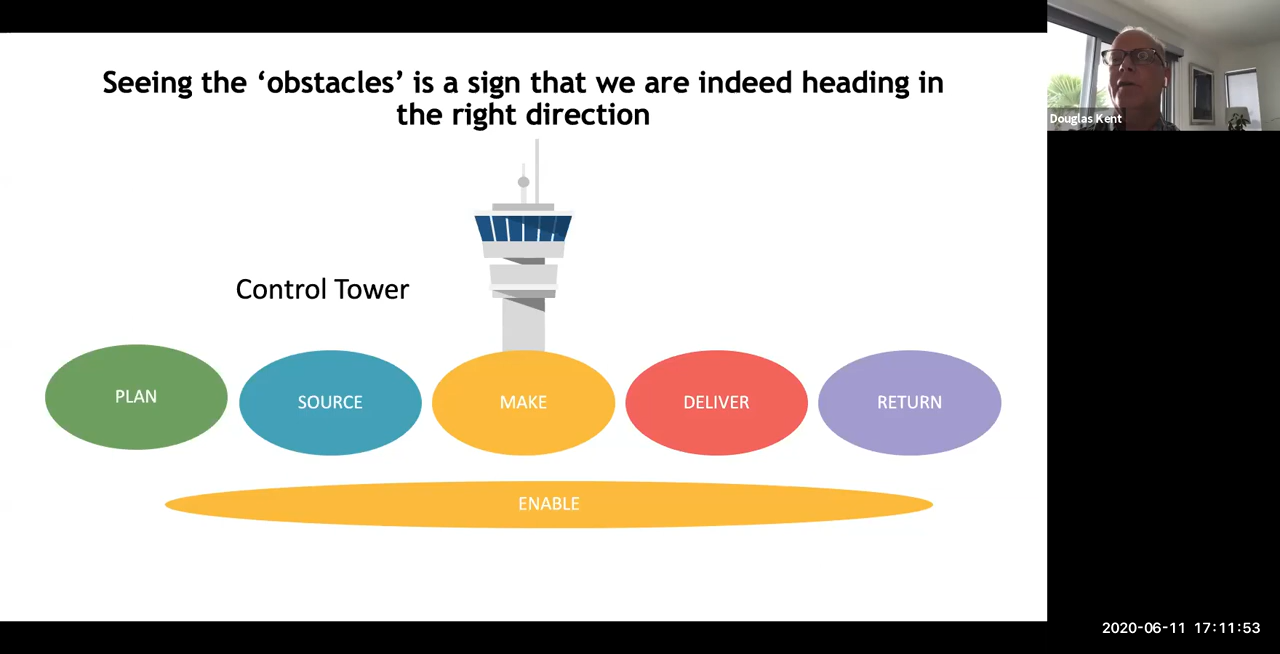 Seeing the ‘obstacles’ is a sign that we are indeed heading in
the right direction
Douglas Kent
Control Tower
PLAN
SOURCE
MAKE
DELIVER
RETURN
ENABLE
2020-06-11 17:11:53